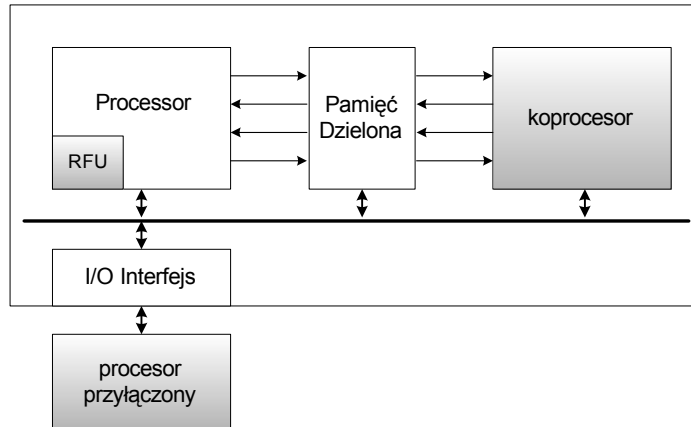 Processor
RFU
Pamięć
Dzielona
koprocesor
I/O Interfejs
procesor
przyłączony